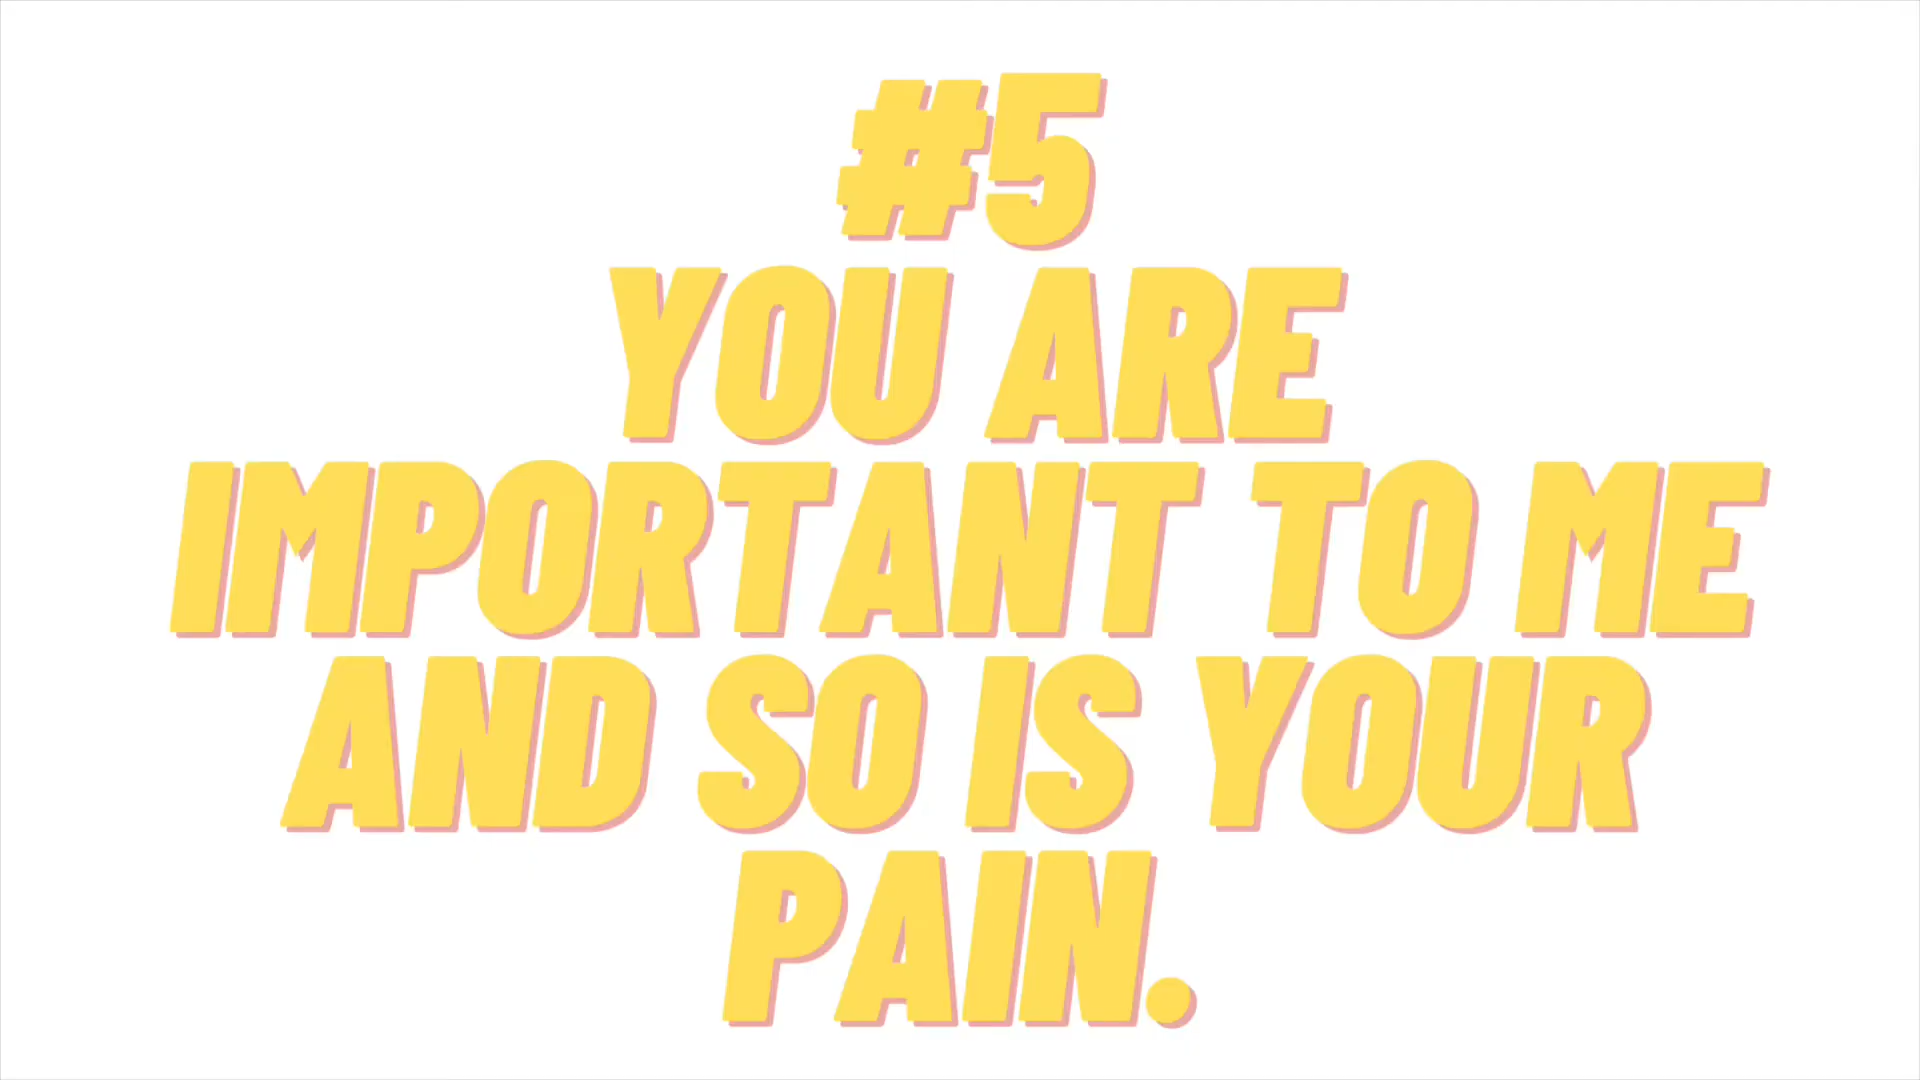 #5
YOU ARE
IMPORTANT TO ME
AND SO IS YOUR
PAIN.